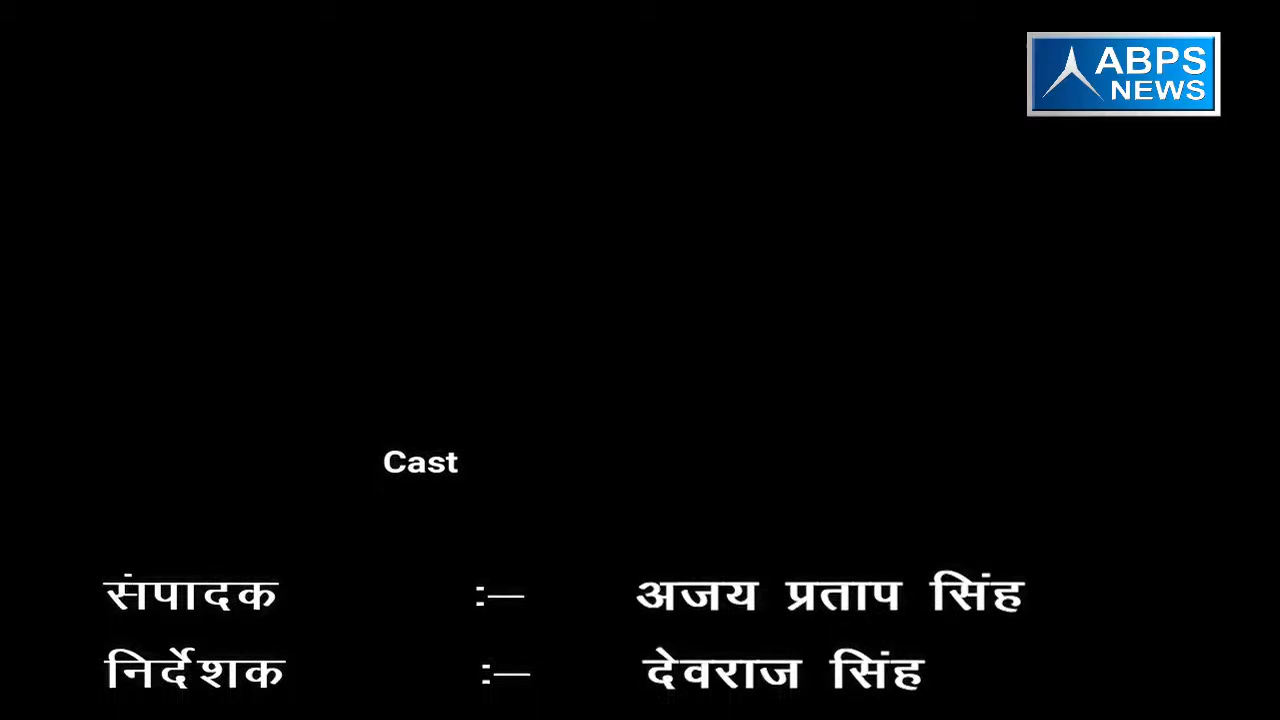 ABPS
NEWS
Cast
संपादक :— अजय प्रताप सिंह
निर्देशक :— देवराज सिंह